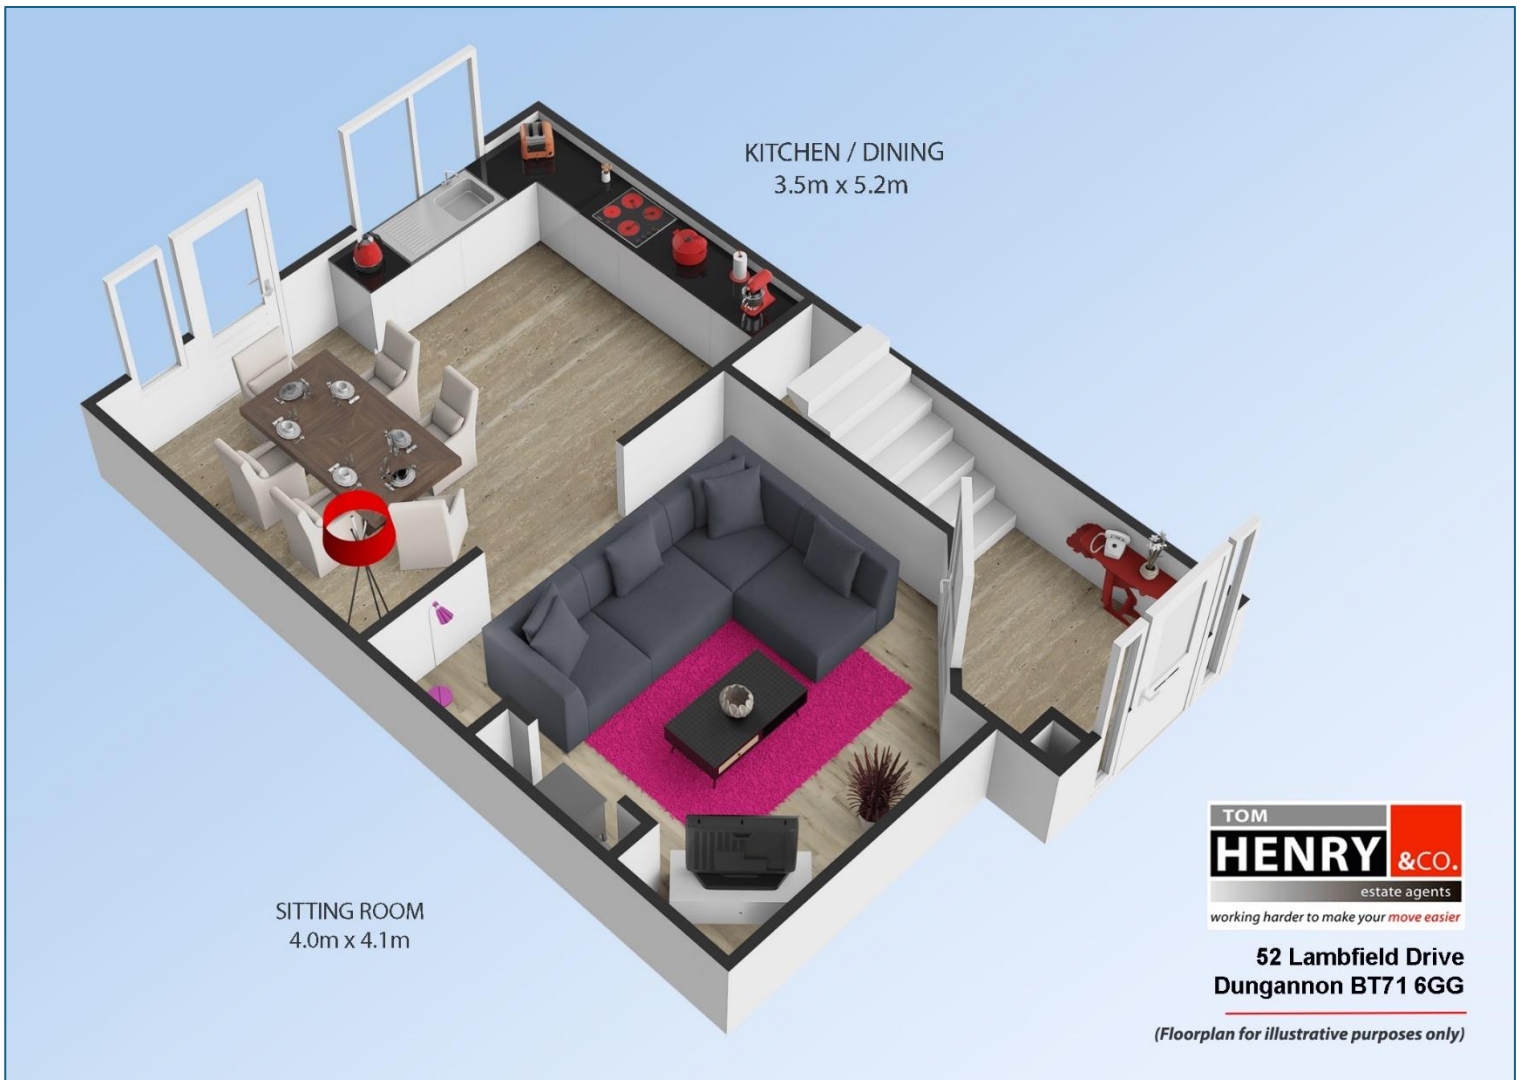 KITCHEN / DINING
3.5m x 5.2m
SITTING ROOM
4.0m x 4.1m
TOM
HENRY &CO.
estate agents
working harder to make your move easier
52 Lambfield Drive
Dungannon BT71 6GG
(Floorplan for illustrative purposes only)